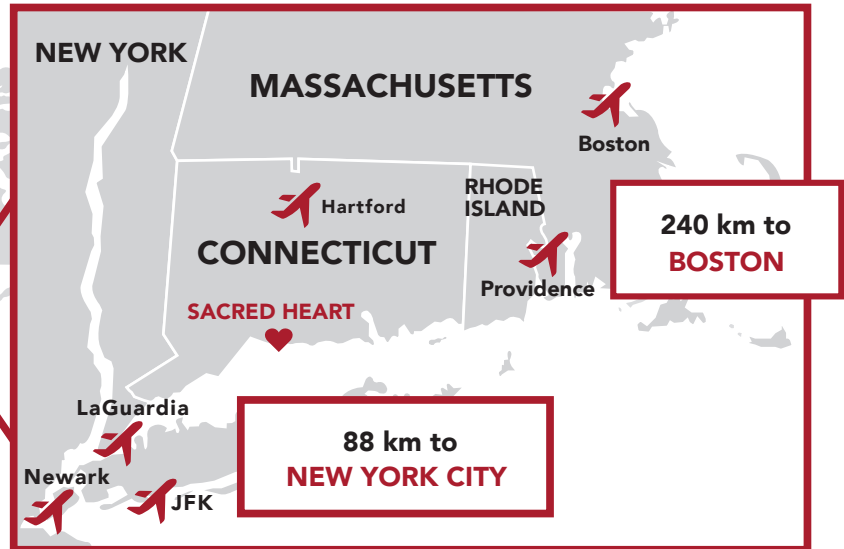 NEW YORK
MASSACHUSETTS
Boston
Hartford
RHODE
ISLAND
240 km to
BOSTON
CONNECTICUT
Providence
SACRED HEART
LaGuardia
88 km to
NEW YORK CITY
Newark
JFK